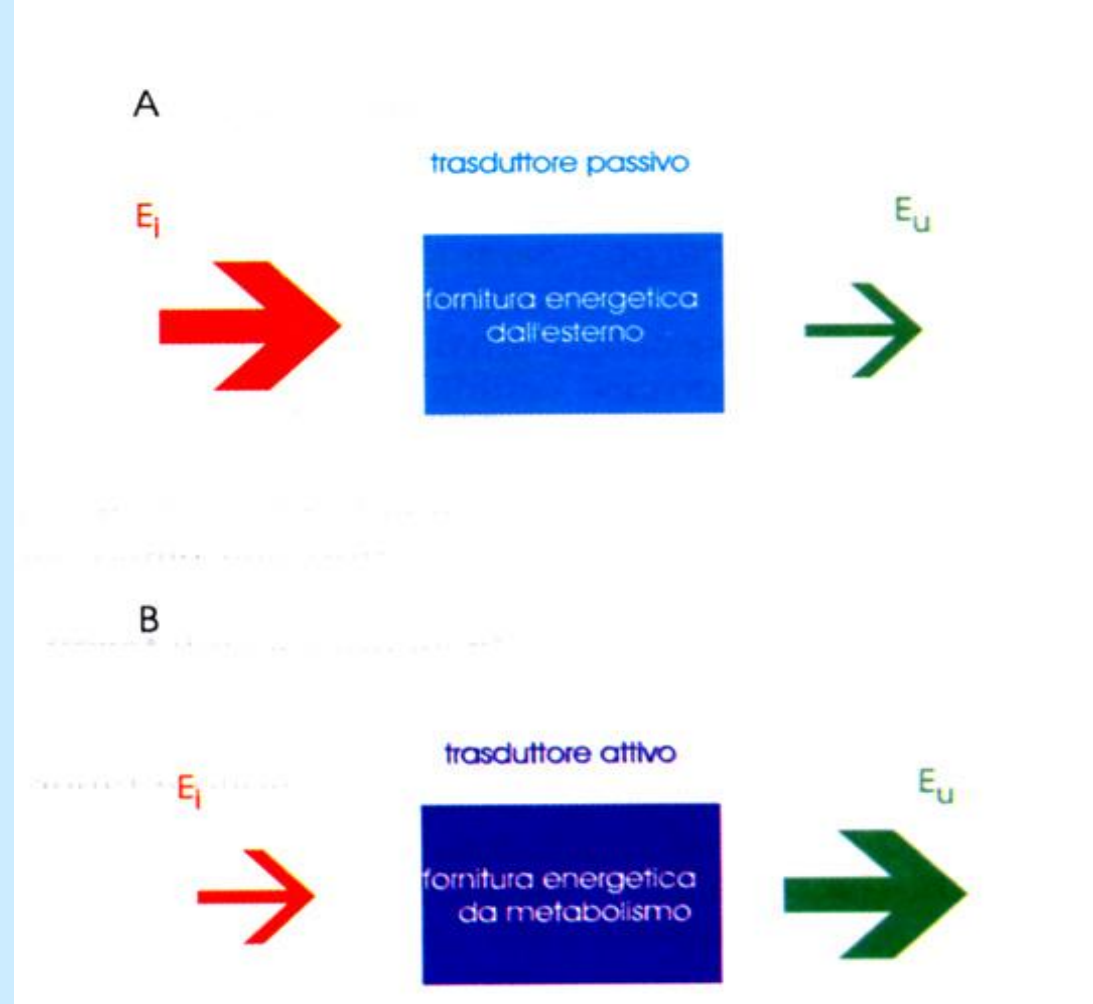 A
trasduttore passivo
Ei
Eu
fornitura energetica
dall'esterno
B
trasduttore attivo
Ei
Eu
fornitura energetica
da metabolismo